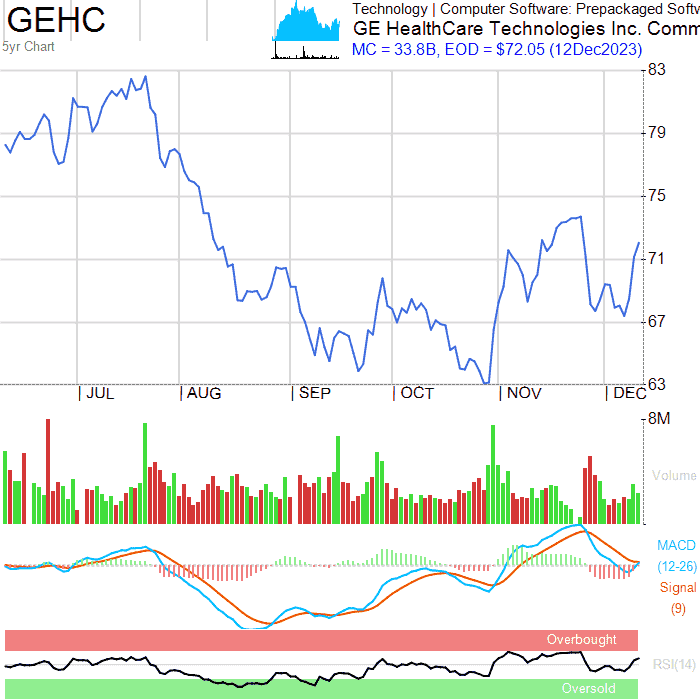 GEHC
5yr Chart
Technology | Computer Software: Prepackaged Softw
GE HealthCare Technologies Inc. Comm
MC = 33.8B, EOD = $72.05 (12Dec2023)
83
79
75
71
67
63
|JUL |AUG |SEP |OCT |NOV |DEC
8M
Volume
MACD
(12-26)
Signal
(9)
Overbought
RSI(14)
Oversold